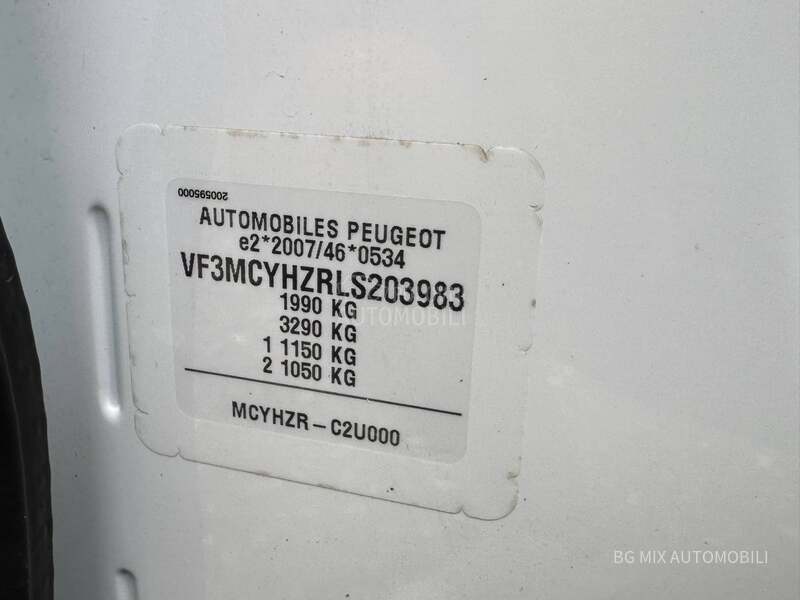 200595000
AUTOMOBILES PEUGEOT
e2*2007/46*0534
VF3MCYHZRLS203983
1990 KG
3290 KG
1 1150 KG
2 1050 KG
MCYHZR – C2U000
AUTOMOBILI
BG MIX AUTOMOBILI